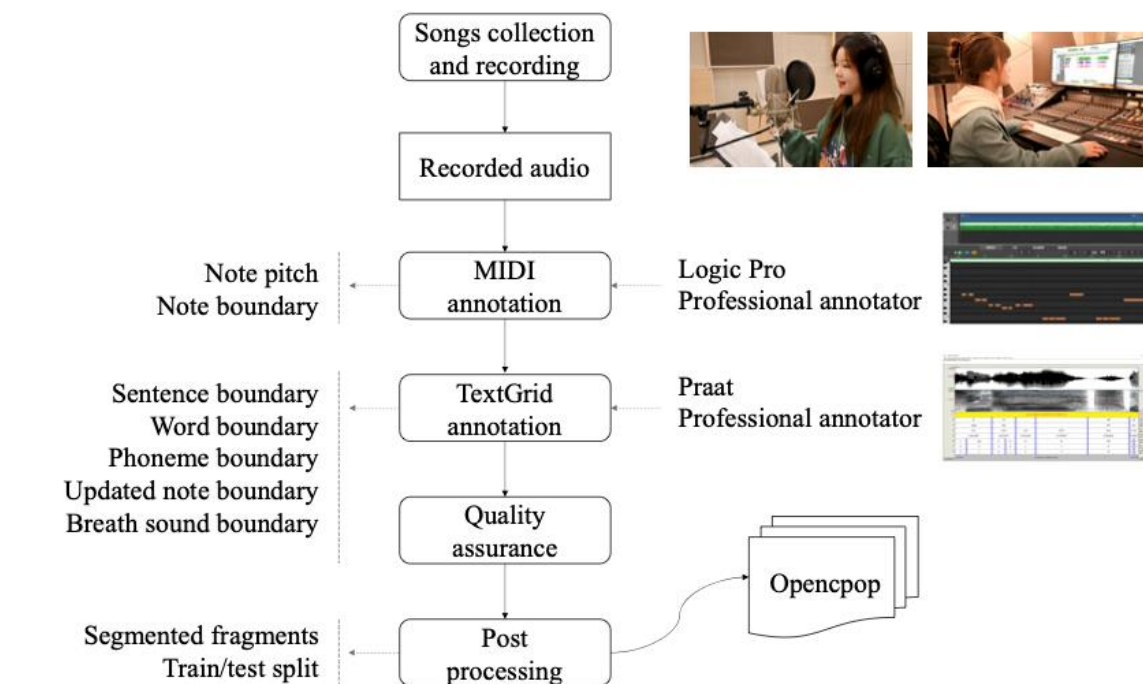 Songs collection
and recording
Recorded audio
Note pitch
Note boundary
MIDI
annotation
Logic Pro
Professional annotator
Sentence boundary
Word boundary
Phoneme boundary
Updated note boundary
Breath sound boundary
TextGrid
annotation
Praat
Professional annotator
Quality
assurance
Opencpop
Segmented fragments
Train/test split
Post
processing